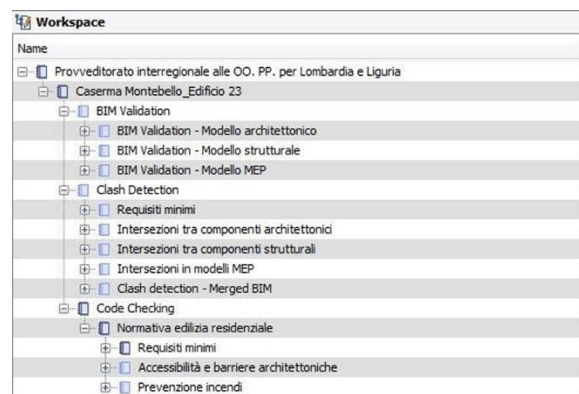 Workspace
Name
Provveditorato interregionale alle OO. PP. per Lombardia e Liguria
Caserma Montebello_Edificio 23
BIM Validation
BIM Validation - Modello architettonico
BIM Validation - Modello strutturale
BIM Validation - Modello MEP
Clash Detection
Requisiti minimi
Intersezioni tra componenti architettonici
Intersezioni tra componenti strutturali
Intersezioni in modelli MEP
Clash detection - Merged BIM
Code Checking
Normativa edilizia residenziale
Requisiti minimi
Accessibilità e barriere architettoniche
Prevenzione incendi